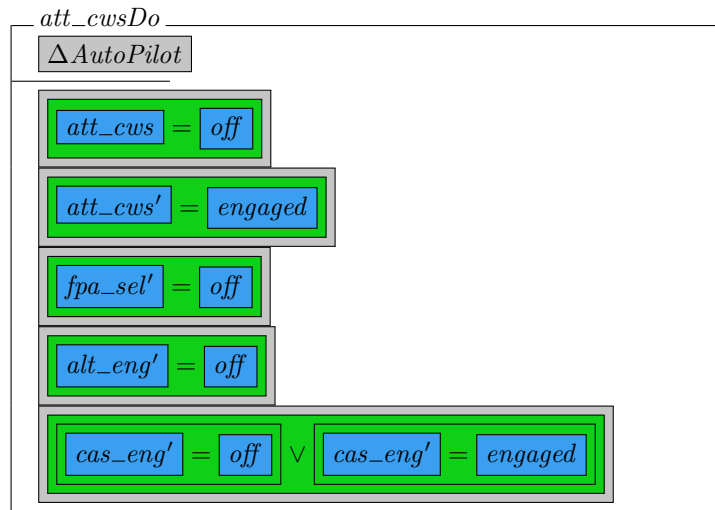 att_cwsDo
ΔAutoPilot
att_cws = off
att_cws′ = engaged
fpa_sel′ = off
alt_eng′ = off
cas_eng′ = off ∨ cas_eng′ = engaged